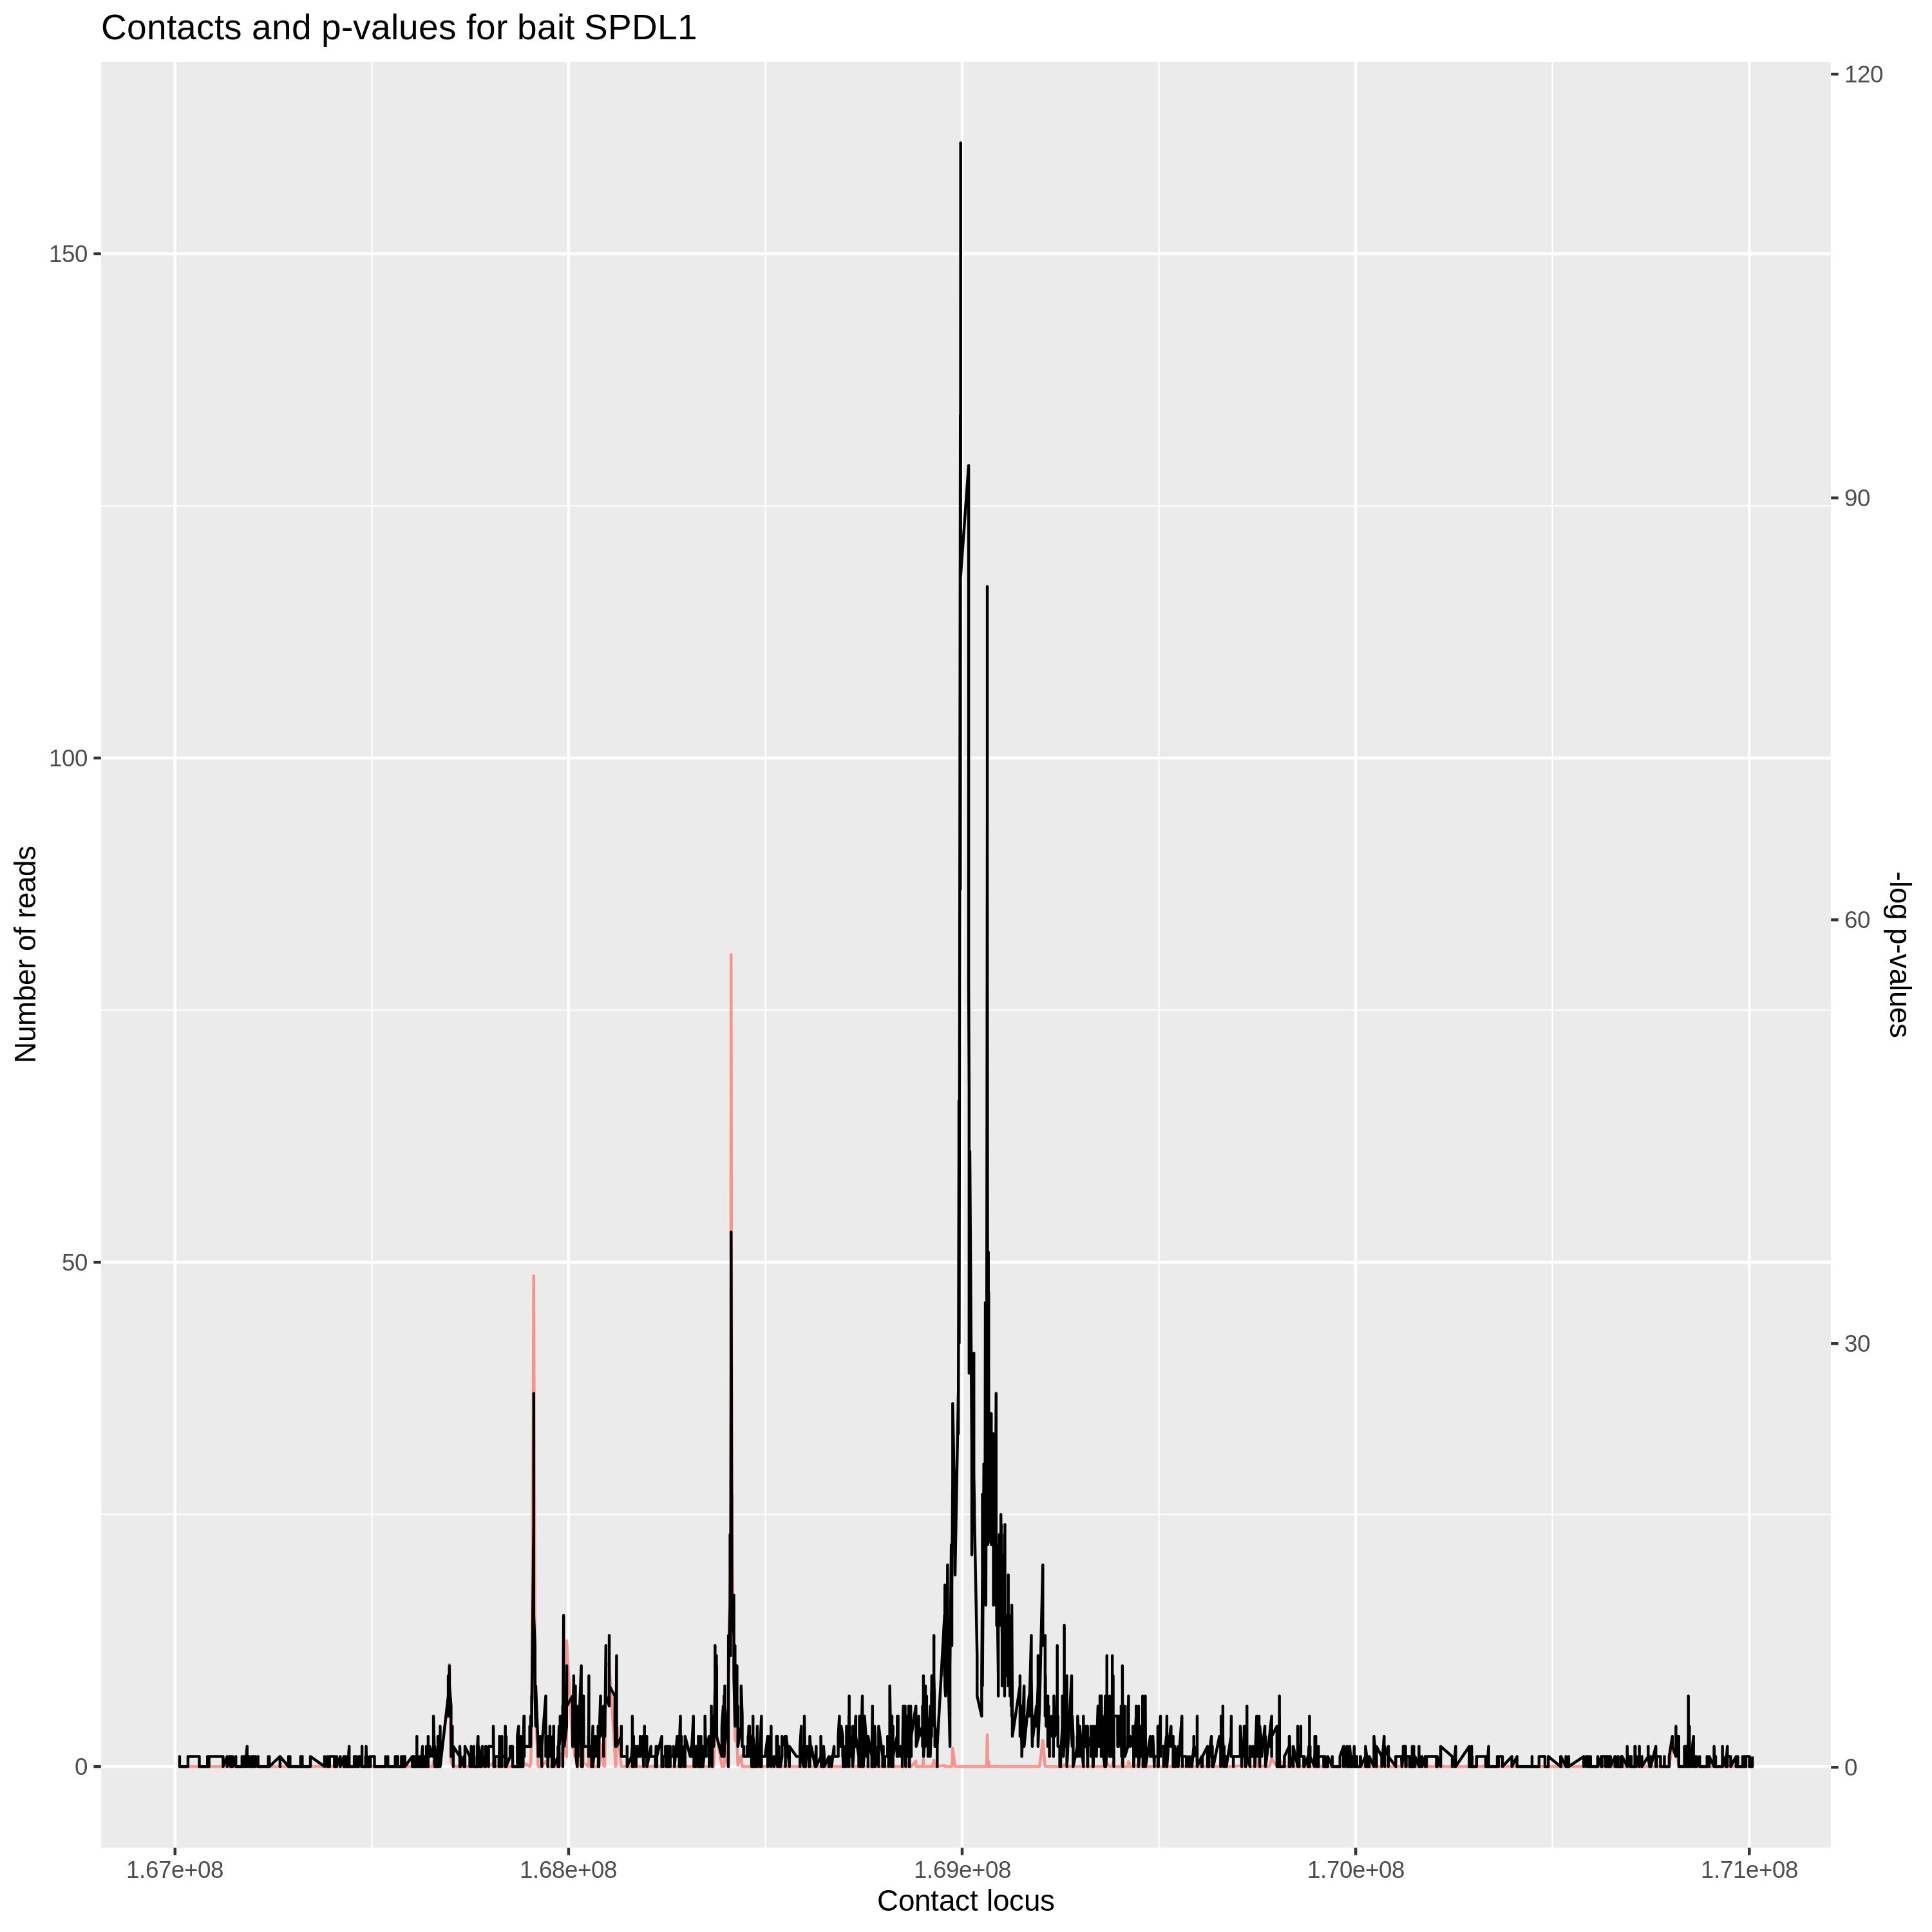 Contacts and p-values for bait SPDL1
120
150
90
100
60
50
30
0
0
Number of reads
-log p-values
1.67e+08
1.68e+08
1.69e+08
1.70e+08
1.71e+08
Contact locus